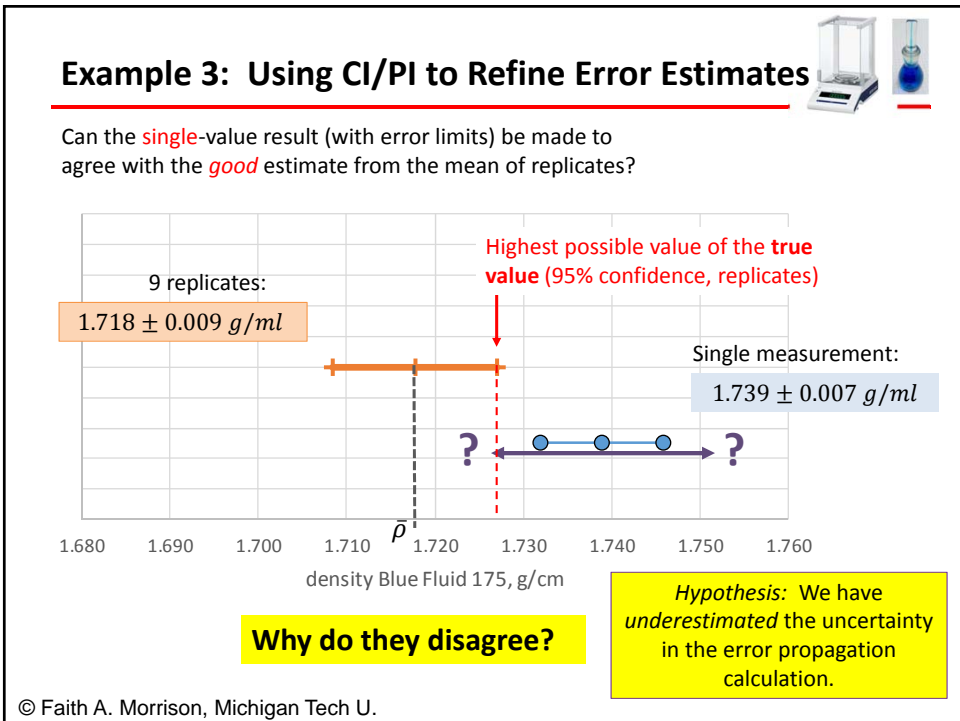 Example 3: Using CI/PI to Refine Error Estimates
Can the single-value result (with error limits) be made to
agree with the good estimate from the mean of replicates?
Highest possible value of the true
value (95% confidence, replicates)
9 replicates:
1.718 ± 0.009 g/ml
Single measurement:
1.739 ± 0.007 g/ml
? ?
ρ̄
1.680 1.690 1.700 1.710 1.720 1.730 1.740 1.750 1.760
density Blue Fluid 175, g/cm
Why do they disagree?
Hypothesis: We have
underestimated the uncertainty
in the error propagation
calculation.
© Faith A. Morrison, Michigan Tech U.